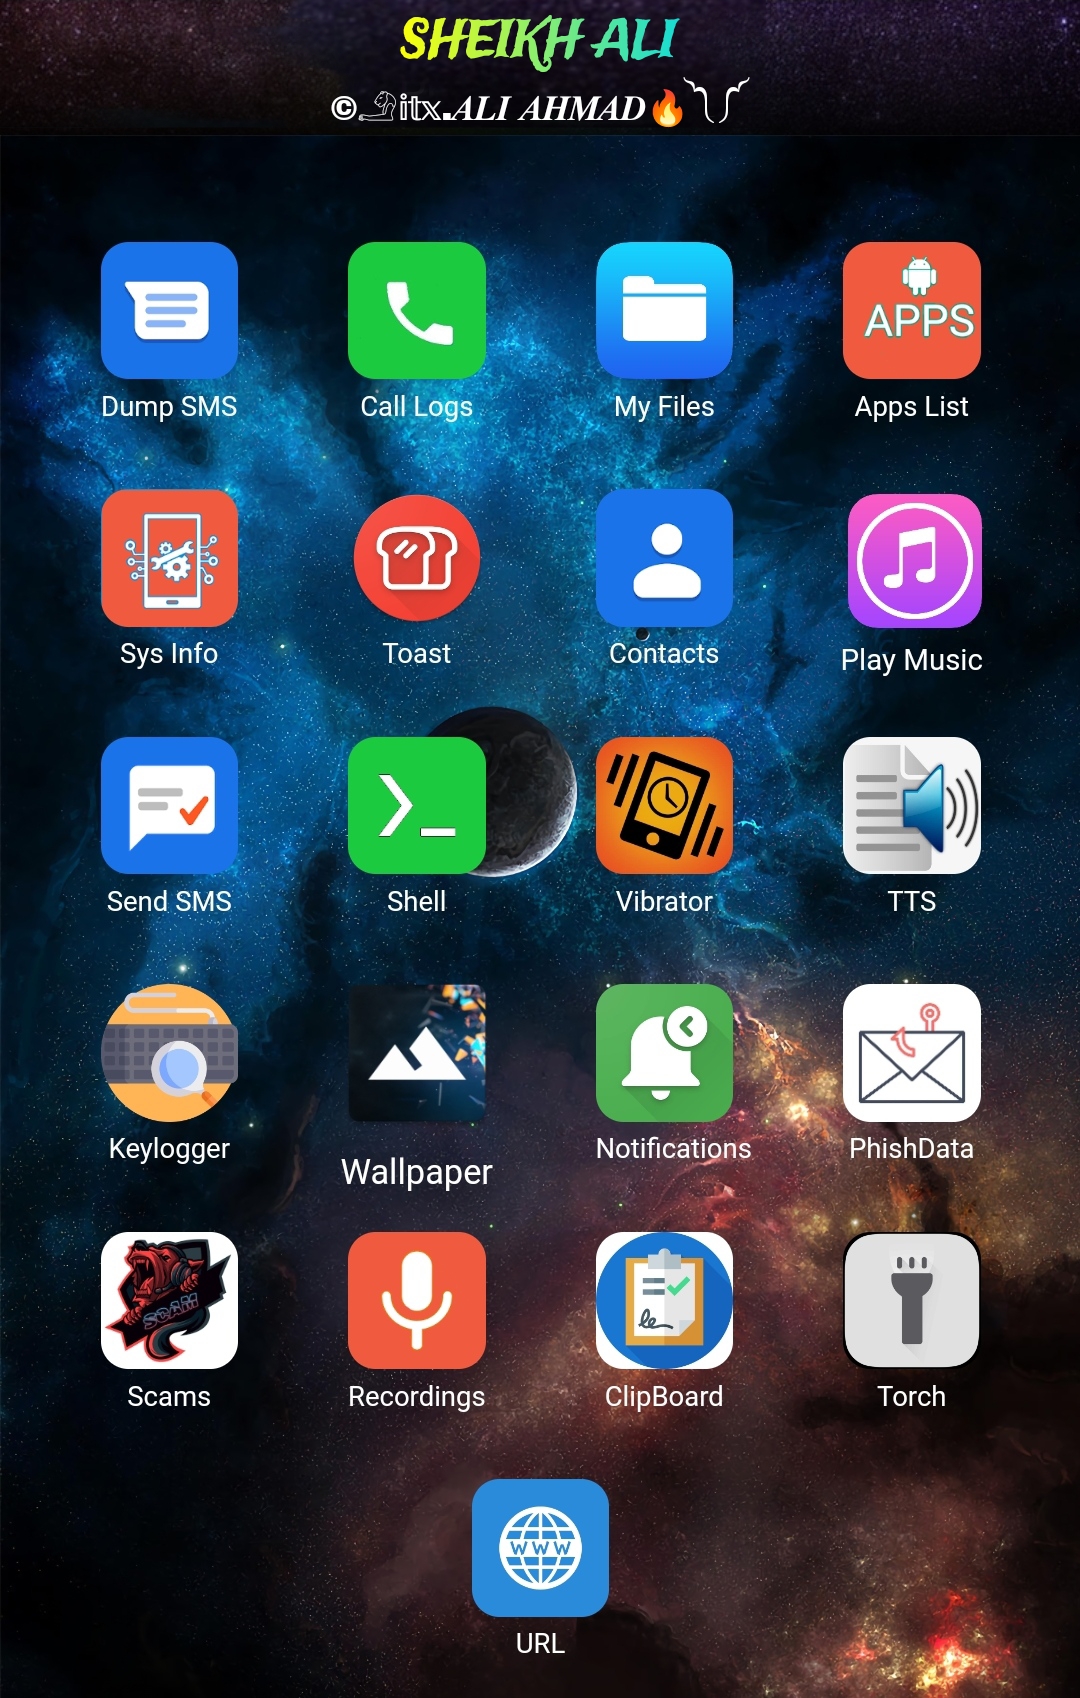 SHEIKH ALI
©𓃠itx.ALI AHMAD🔥
APPS
Dump SMS Call Logs My Files Apps List
Sys Info Toast Contacts Play Music
Send SMS Shell Vibrator TTS
Keylogger Wallpaper Notifications PhishData
SCAM
Scams Recordings ClipBoard Torch
WWW
URL